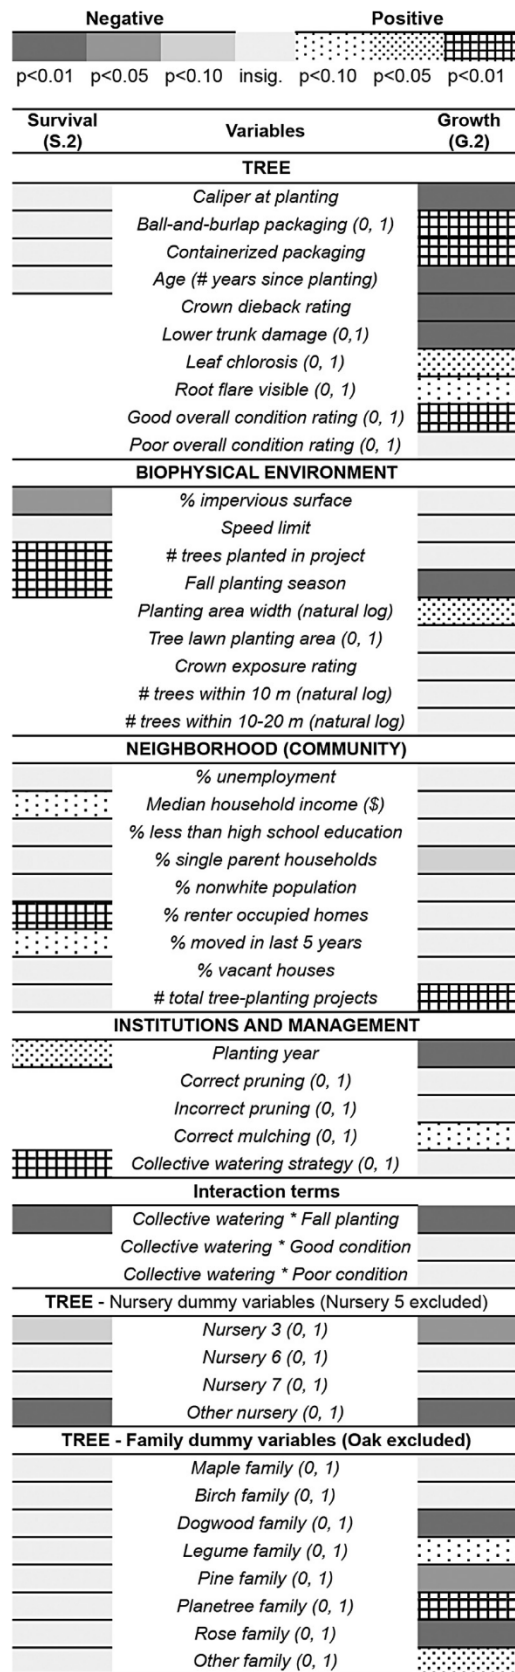 Negative Positive
p<0.01 p<0.05 p<0.10 insig. p<0.10 p<0.05 p<0.01
Survival (S.2) Variables Growth (G.2)
TREE
Caliper at planting
Ball-and-burlap packaging (0, 1)
Containerized packaging
Age (# years since planting)
Crown dieback rating
Lower trunk damage (0,1)
Leaf chlorosis (0, 1)
Root flare visible (0, 1)
Good overall condition rating (0, 1)
Poor overall condition rating (0, 1)
BIOPHYSICAL ENVIRONMENT
% impervious surface
Speed limit
# trees planted in project
Fall planting season
Planting area width (natural log)
Tree lawn planting area (0, 1)
Crown exposure rating
# trees within 10 m (natural log)
# trees within 10-20 m (natural log)
NEIGHBORHOOD (COMMUNITY)
% unemployment
Median household income ($)
% less than high school education
% single parent households
% nonwhite population
% renter occupied homes
% moved in last 5 years
% vacant houses
# total tree-planting projects
INSTITUTIONS AND MANAGEMENT
Planting year
Correct pruning (0, 1)
Incorrect pruning (0, 1)
Correct mulching (0, 1)
Collective watering strategy (0, 1)
Interaction terms
Collective watering * Fall planting
Collective watering * Good condition
Collective watering * Poor condition
TREE - Nursery dummy variables (Nursery 5 excluded)
Nursery 3 (0, 1)
Nursery 6 (0, 1)
Nursery 7 (0, 1)
Other nursery (0, 1)
TREE - Family dummy variables (Oak excluded)
Maple family (0, 1)
Birch family (0, 1)
Dogwood family (0, 1)
Legume family (0, 1)
Pine family (0, 1)
Planetree family (0, 1)
Rose family (0, 1)
Other family (0, 1)